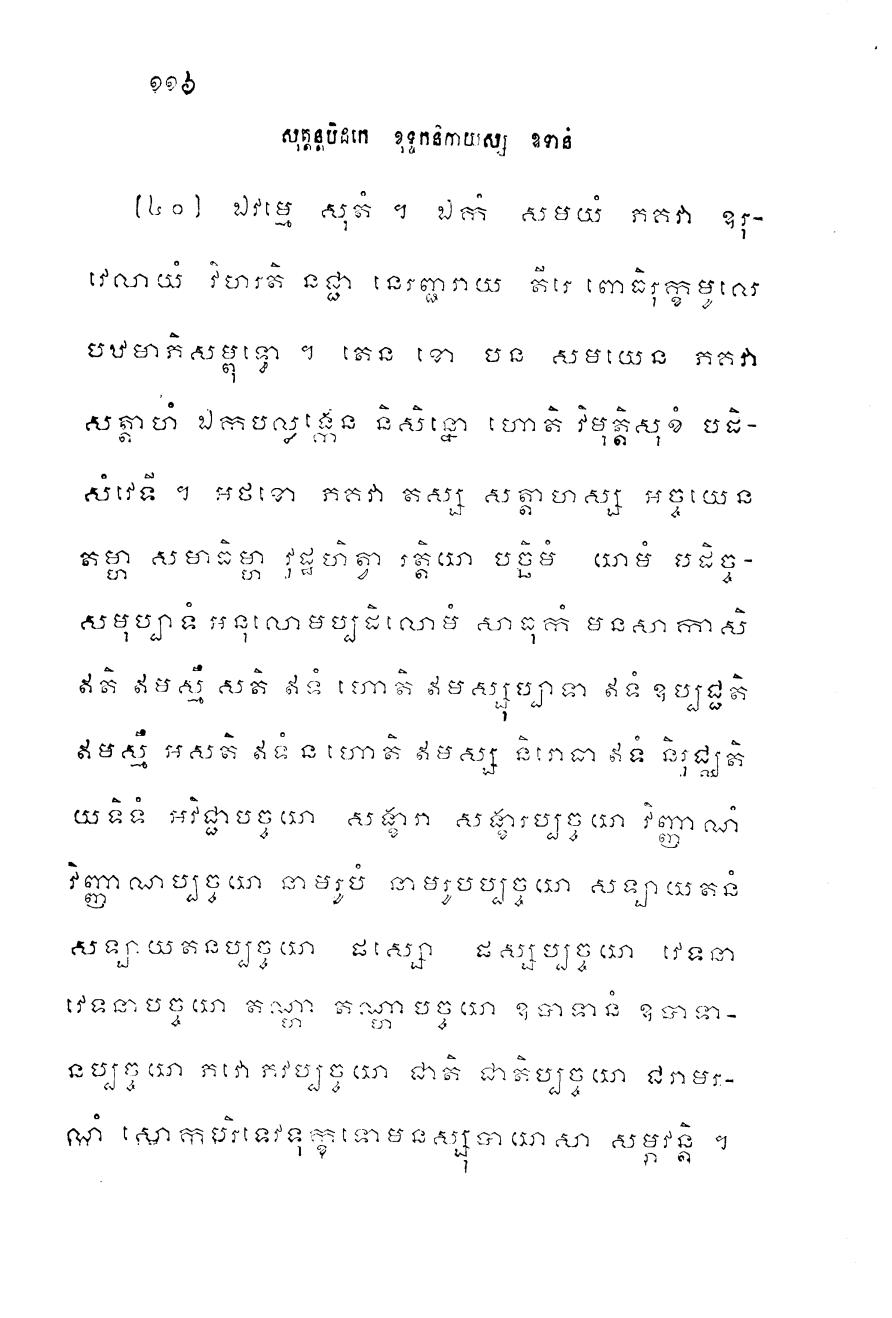 ១១៦
សុត្តន្តបិដកេ ខុទ្ទកនិកាយស្ស ឧទានំ
(៤០) ឯវម្មេ សុតំ ។ ឯកំ សមយំ ភគវា ឧរុ-
វេលាយំ វិហរតិ នជ្ជា នេរញ្ជរាយ តីរេ ពោធិរុក្ខមូលេ
បឋមាភិសម្ពុទ្ធោ ។ តេន ខោ បន សមយេន ភគវា
សត្តាហំ ឯកបល្លង្កេន និសិន្នោ ហោតិ វិមុត្តិសុខំ បដិ-
សំវេទី ។ អថខោ ភគវា តស្ស សត្តាហស្ស អច្ចយេន
តម្ហា សមាធិម្ហា វុដ្ឋហិត្វា រត្តិយោ បច្ឆិមំ យោមំ បដិច្ច-
សមុប្បាទំ អនុលោមប្បដិលោមំ សាធុកំ មនសាកាសិ
ឥតិ ឥមស្មឹ សតិ ឥទំ ហោតិ ឥមស្សុប្បាទា ឥទំ ឧប្បជ្ជតិ
ឥមស្មឹ អសតិ ឥទំ ន ហោតិ ឥមស្ស និរោធា ឥទំ និរុជ្ឈតិ
យទិទំ អវិជ្ជាបច្ចយោ សង្ខារា សង្ខារប្បច្ចយោ វិញ្ញាណំ
វិញ្ញាណប្បច្ចយោ នាមរូបំ នាមរូបប្បច្ចយោ សឡាយតនំ
សឡាយតនប្បច្ចយោ ផស្សោ ផស្សប្បច្ចយោ វេទនា
វេទនាបច្ចយោ តណ្ហា តណ្ហាបច្ចយោ ឧបាទានំ ឧបាទា-
នប្បច្ចយោ ភវោ ភវប្បច្ចយោ ជាតិ ជាតិប្បច្ចយោ ជរាមរ-
ណំ សោកបរិទេវទុក្ខទោមនស្សុបាយោសា សម្ភវន្តិ ។